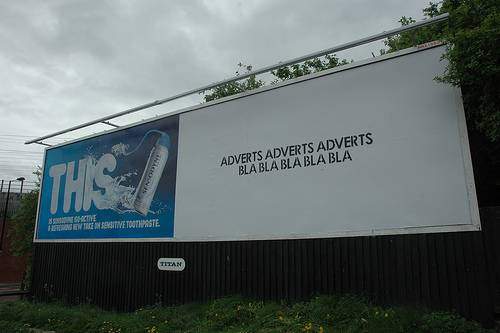 THIS
IS SENSODYNE ISO-ACTIVE
A REFRESHING NEW TAKE ON SENSITIVE TOOTHPASTE.
ADVERTS ADVERTS ADVERTS
BLA BLA BLA BLA BLA
TITAN